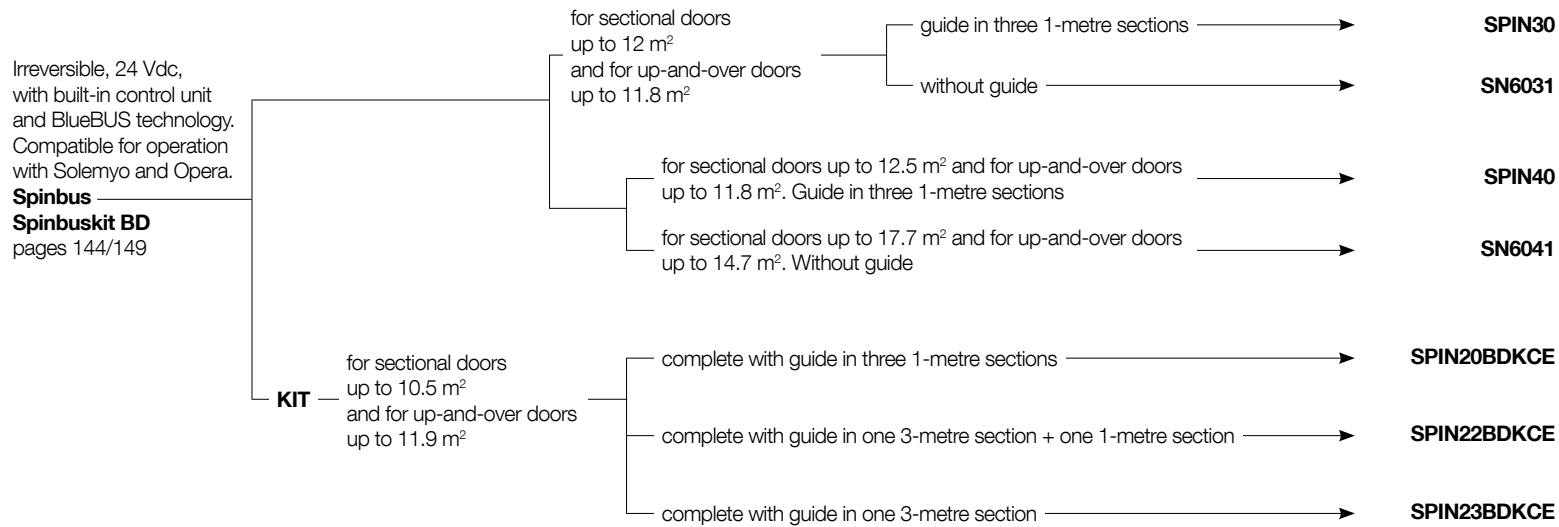 Irreversible, 24 Vdc,
with built-in control unit
and BlueBUS technology.
Compatible for operation
with Solemyo and Opera.
Spinbus
Spinbuskit BD
pages 144/149
for sectional doors
up to 12 m²
and for up-and-over doors
up to 11.8 m²
guide in three 1-metre sections
SPIN30
without guide
SN6031
for sectional doors up to 12.5 m² and for up-and-over doors
up to 11.8 m². Guide in three 1-metre sections
SPIN40
for sectional doors up to 17.7 m² and for up-and-over doors
up to 14.7 m². Without guide
SN6041
KIT
for sectional doors
up to 10.5 m²
and for up-and-over doors
up to 11.9 m²
complete with guide in three 1-metre sections
SPIN20BDKCE
complete with guide in one 3-metre section + one 1-metre section
SPIN22BDKCE
complete with guide in one 3-metre section
SPIN23BDKCE